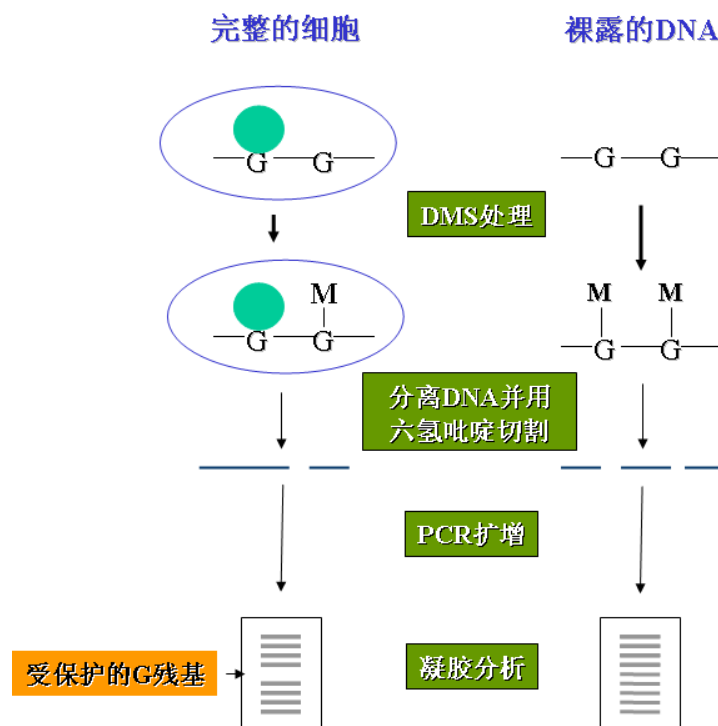 完整的细胞 裸露的DNA
G G G G
DMS处理
M M M
G G G G
分离DNA并用
六氢吡啶切割
PCR扩增
受保护的G残基 凝胶分析